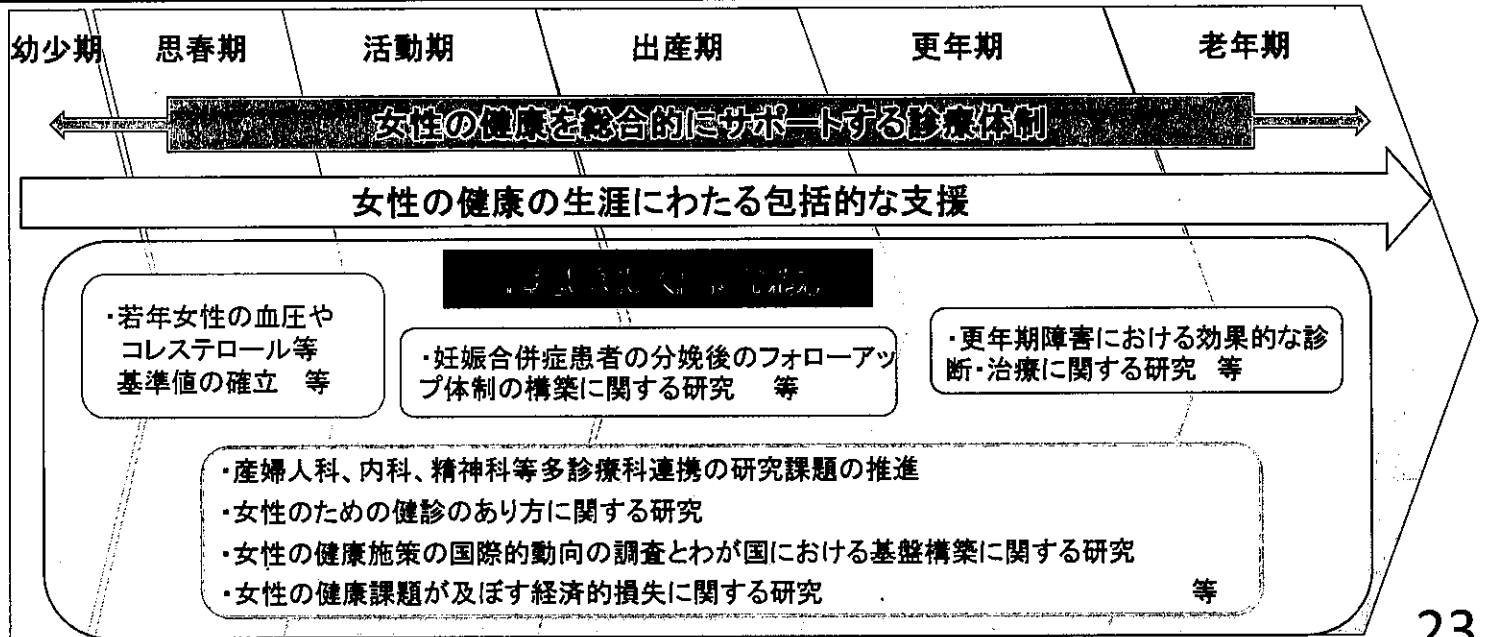 幼少期 思春期 活動期 出産期 更年期 老年期
女性の健康を総合的にサポートする診療体制
女性の健康の生涯にわたる包括的な支援
・若年女性の血圧や
コレステロール等
基準値の確立 等
・妊娠合併症患者の分娩後のフォローアッ
プ体制の構築に関する研究 等
・更年期障害における効果的な診
断・治療に関する研究 等
・産婦人科、内科、精神科等多診療科連携の研究課題の推進
・女性のための健診のあり方に関する研究
・女性の健康施策の国際的動向の調査とわが国における基盤構築に関する研究
・女性の健康課題が及ぼす経済的損失に関する研究 等
23